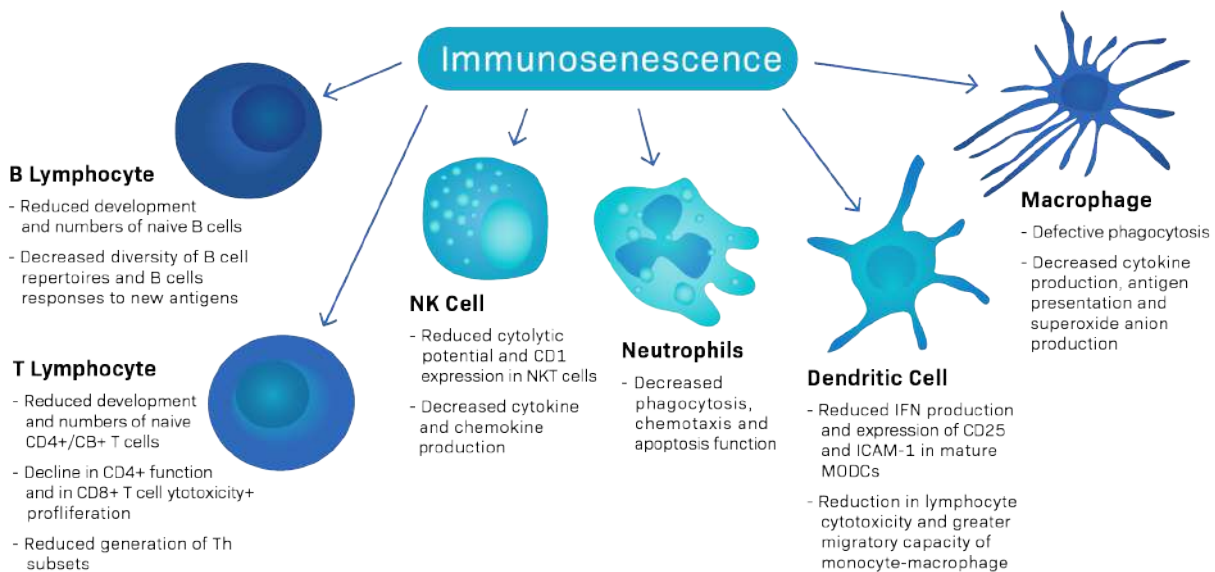 Immunosenescence
B Lymphocyte
- Reduced development
and numbers of naive B cells
- Decreased diversity of B cell
repertoires and B cells
responses to new antigens
T Lymphocyte
- Reduced development
and numbers of naive
CD4+/CB+ T cells
- Decline in CD4+ function
and in CD8+ T cell ytotoxicity+
profliferation
- Reduced generation of Th
subsets
NK Cell
- Reduced cytolytic
potential and CD1
expression in NKT cells
- Decreased cytokine
and chemokine
production
Neutrophils
- Decreased
phagocytosis,
chemotaxis and
apoptosis function
Dendritic Cell
- Reduced IFN production
and expression of CD25
and ICAM-1 in mature
MODCs
- Reduction in lymphocyte
cytotoxicity and greater
migratory capacity of
monocyte-macrophage
Macrophage
- Defective phagocytosis
- Decreased cytokine
production, antigen
presentation and
superoxide anion
production